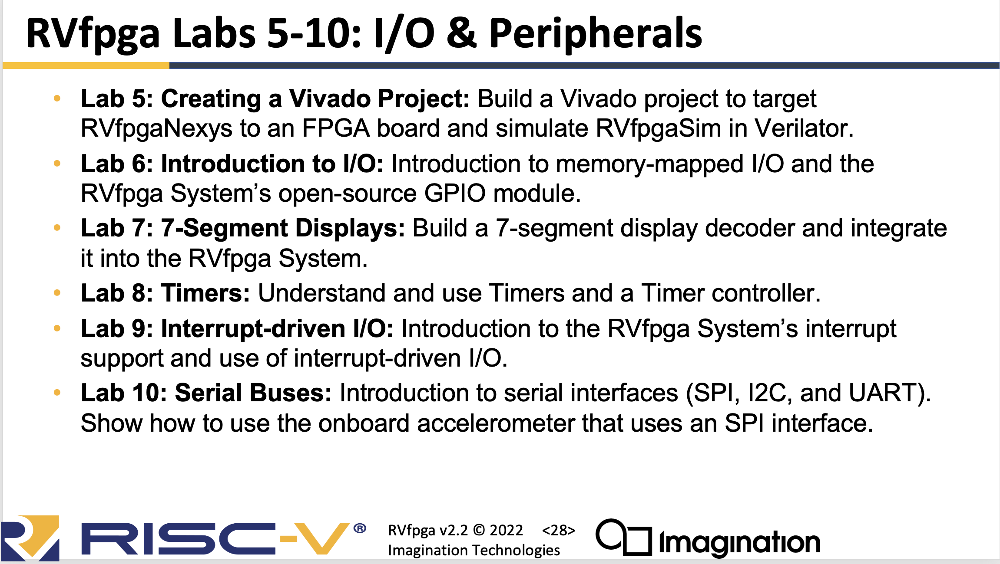 RVfpga Labs 5-10: I/O & Peripherals
• Lab 5: Creating a Vivado Project: Build a Vivado project to target
RVfpgaNexys to an FPGA board and simulate RVfpgaSim in Verilator.
• Lab 6: Introduction to I/O: Introduction to memory-mapped I/O and the
RVfpga System’s open-source GPIO module.
• Lab 7: 7-Segment Displays: Build a 7-segment display decoder and integrate
it into the RVfpga System.
• Lab 8: Timers: Understand and use Timers and a Timer controller.
• Lab 9: Interrupt-driven I/O: Introduction to the RVfpga System’s interrupt
support and use of interrupt-driven I/O.
• Lab 10: Serial Buses: Introduction to serial interfaces (SPI, I2C, and UART).
Show how to use the onboard accelerometer that uses an SPI interface.
RISC-V®
RVfpga v2.2 © 2022 <28>
Imagination Technologies
Imagination